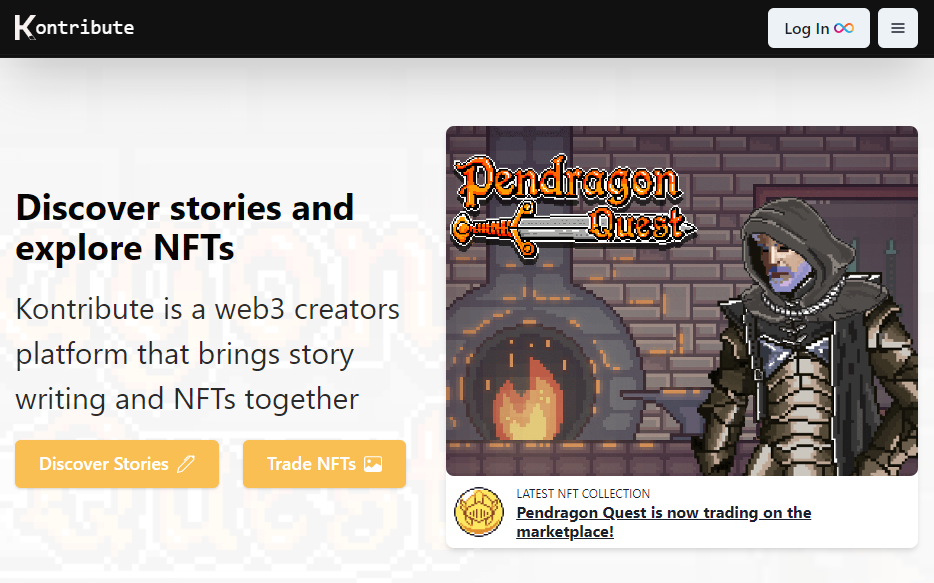 Kontribute
Log In
Discover stories and
explore NFTs
Kontribute is a web3 creators
platform that brings story
writing and NFTs together
Discover Stories
Trade NFTs
Pendragon
Quest
LATEST NFT COLLECTION
Pendragon Quest is now trading on the
marketplace!